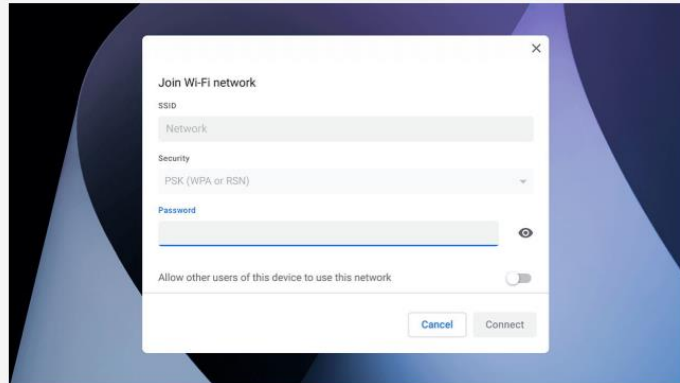 Join Wi-Fi network
SSID
Network
Security
PSK (WPA or RSN)
Password
Allow other users of this device to use this network
Cancel Connect